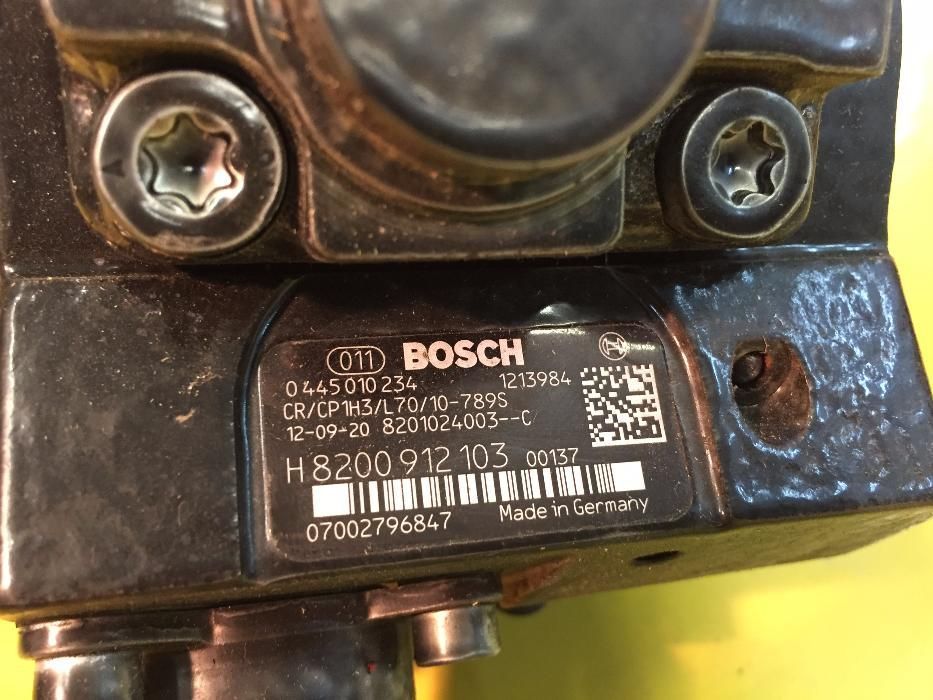 011 BOSCH
0 445 010 234 1213984
CR/CP1H3/L70/10-789S
12-09-20 8201024003--C
H8200 912 103 00137
07002796847 Made in Germany